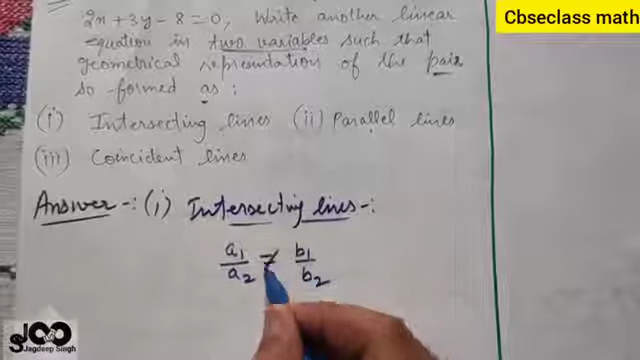 2x + 3y - 8 = 0, Write another linear
equation in two variables such that
geometrical representation of the pair
so formed as :
(i) Intersecting lines (ii) Parallel lines
(iii) Coincident lines
Answer -: (i) Intersecting lines -:
a1/a2 ≠ b1/b2
Cbseclass math
Jagdeep Singh